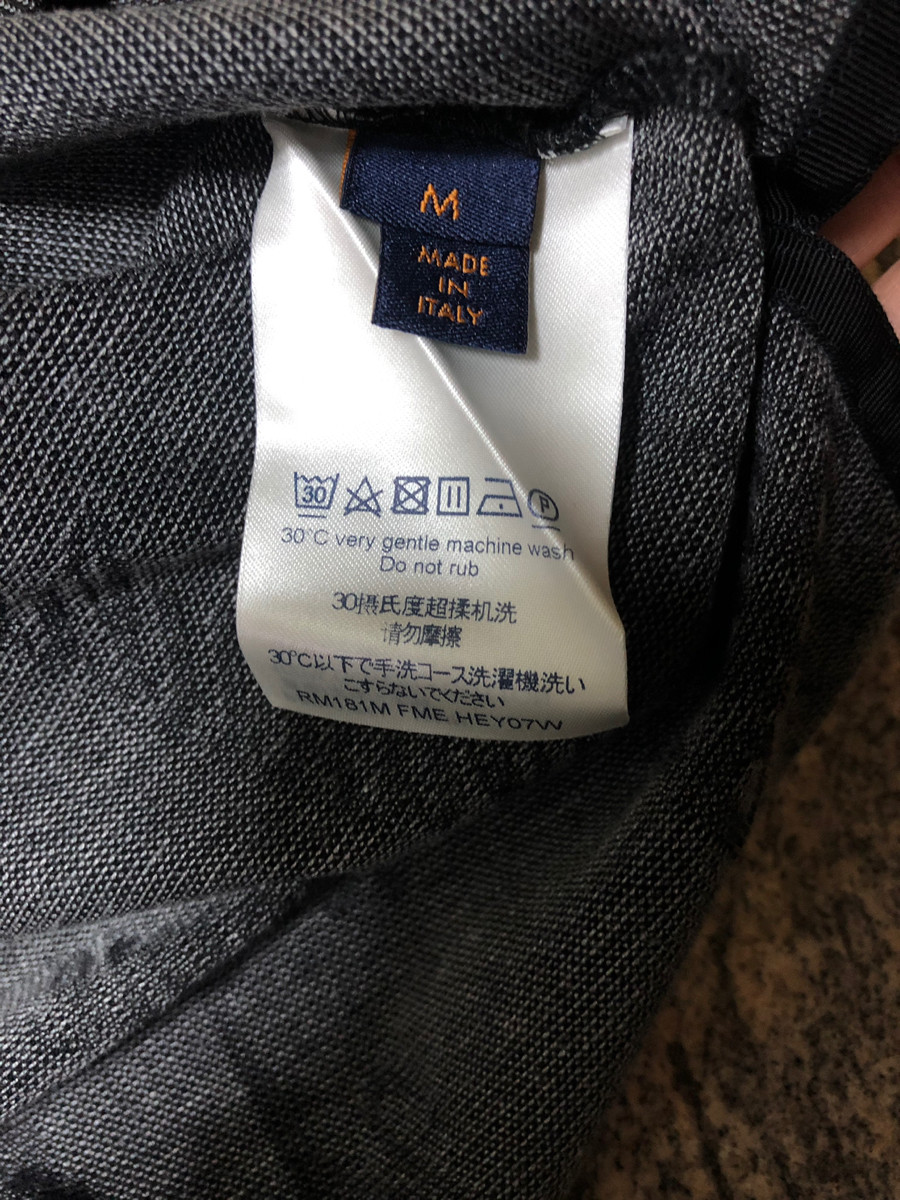 M
MADE
IN
ITALY
30
P
30°C very gentle machine wash
Do not rub
30摄氏度超揉机洗
请勿摩擦
30℃以下で手洗コース洗濯機洗い
こすらないでください
RM181M FME HEY07W